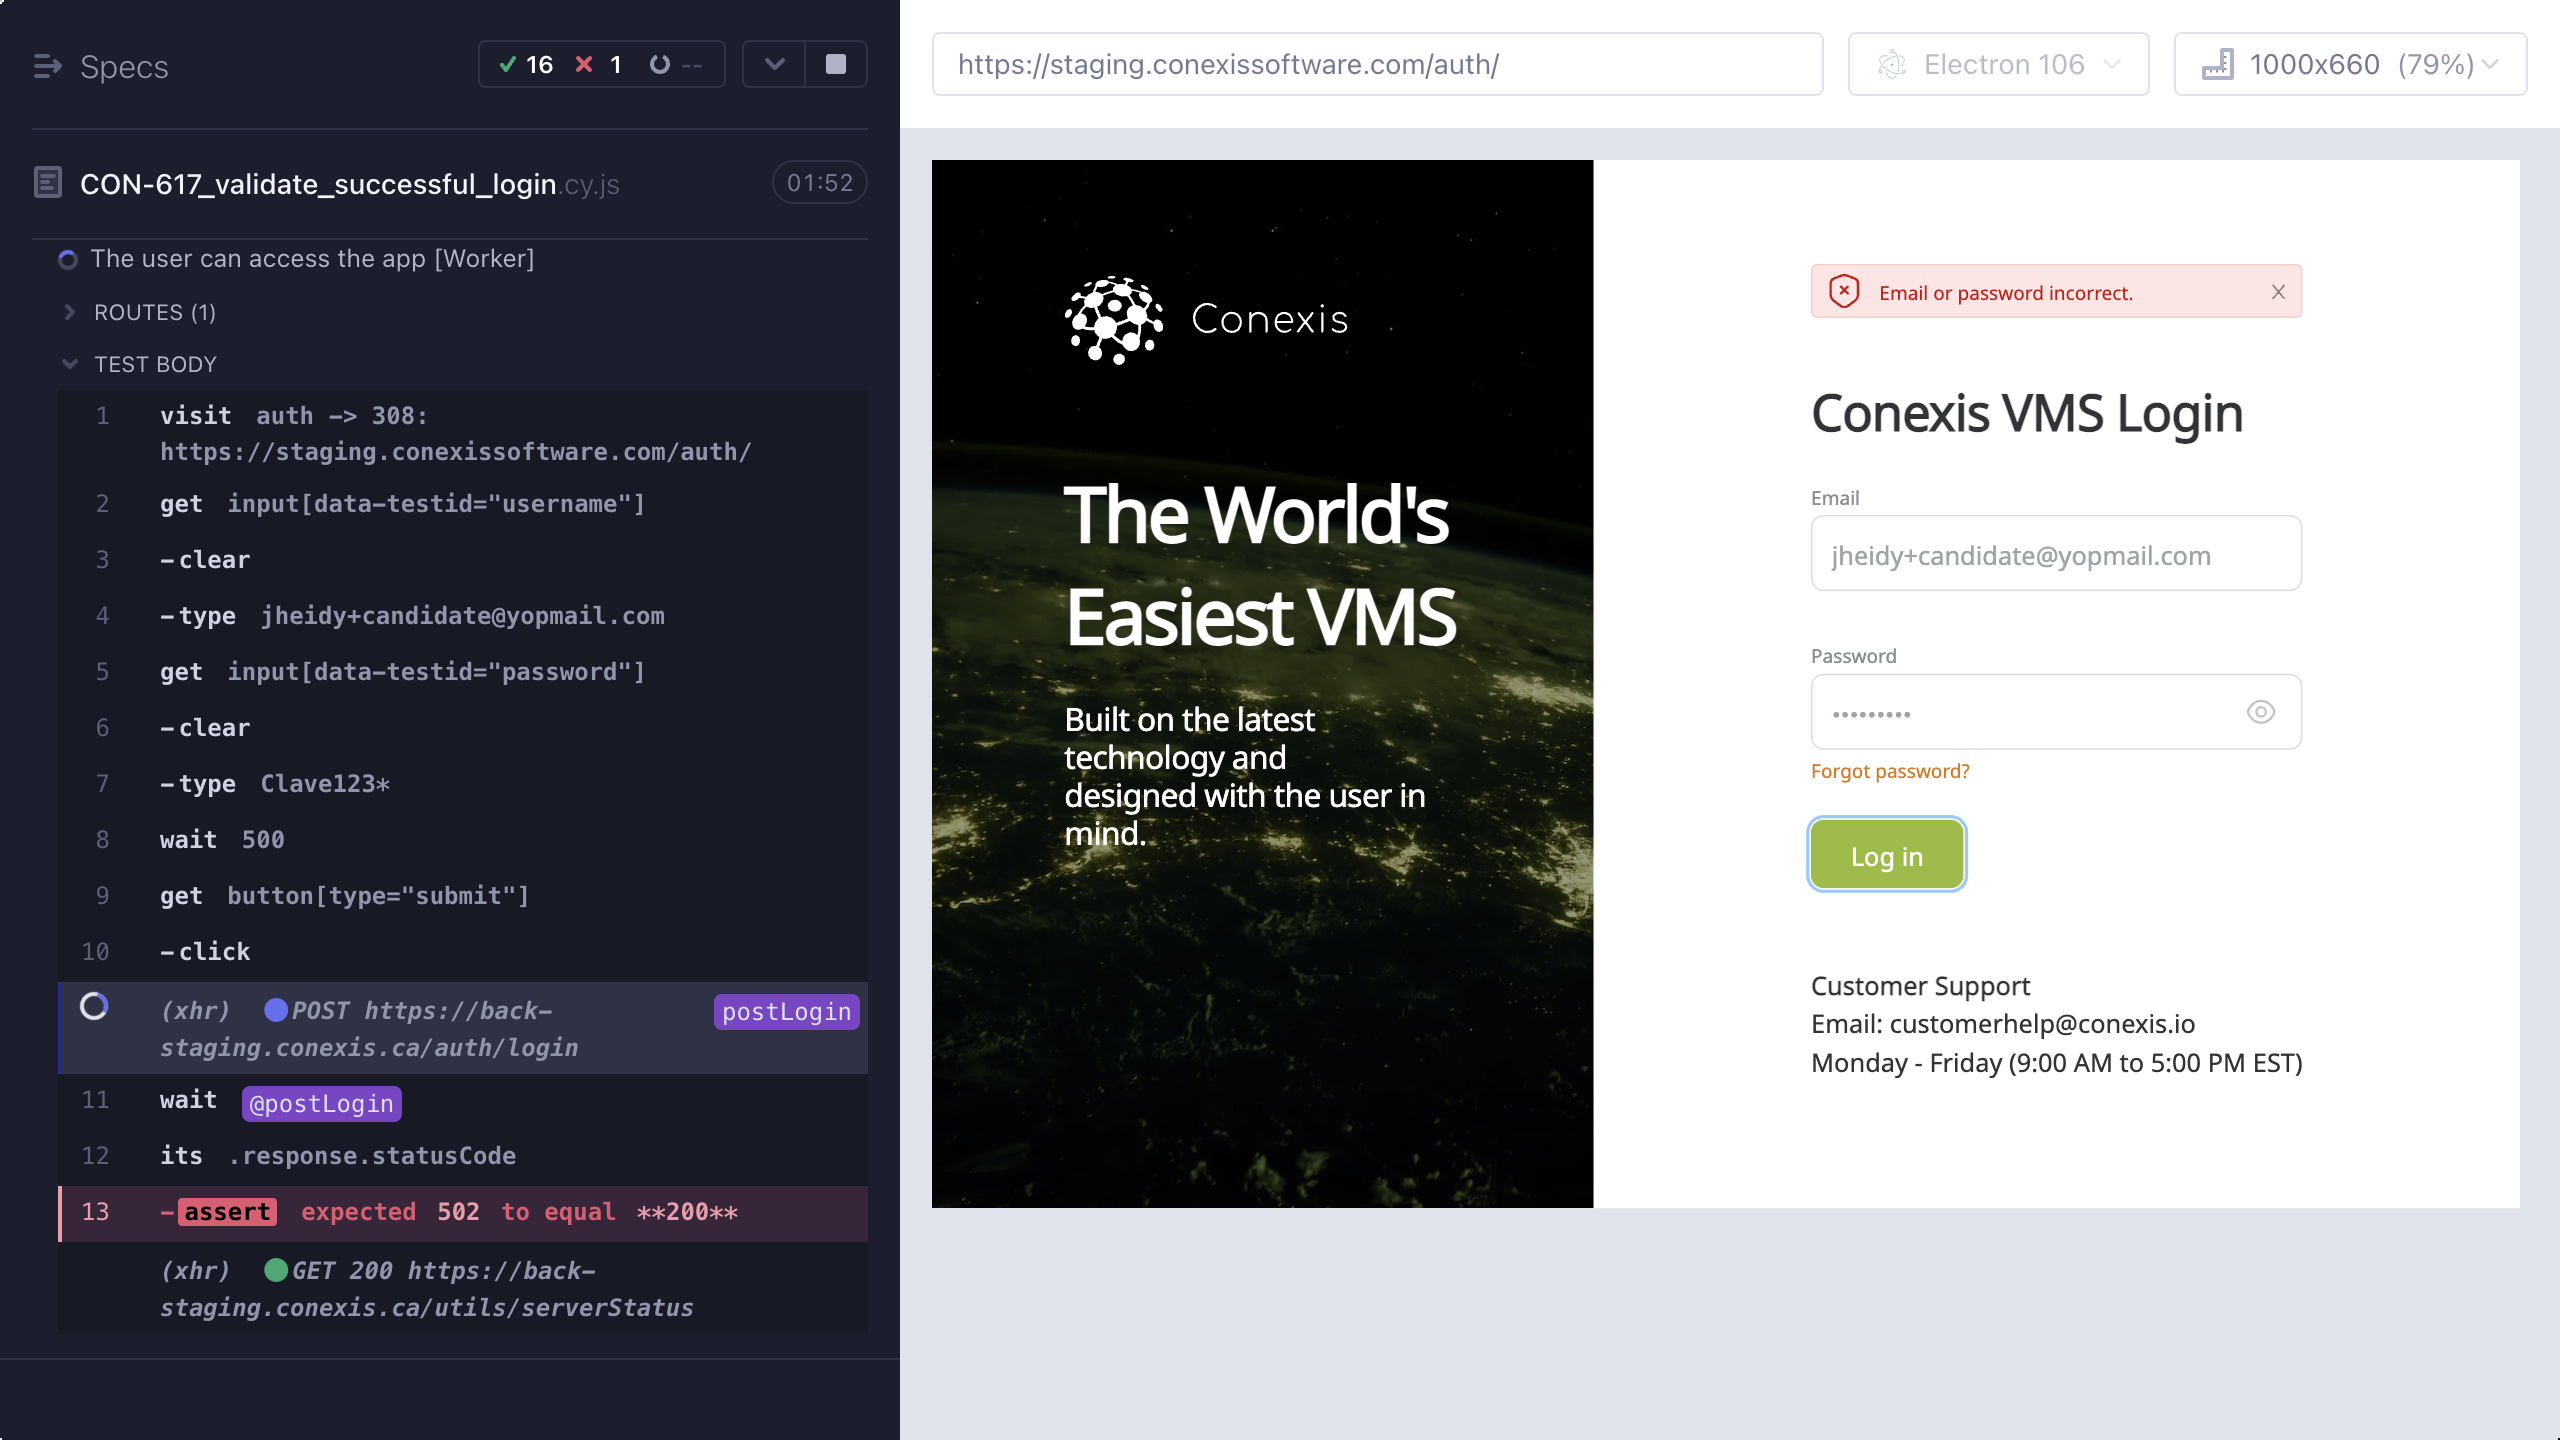 Specs
16 1 --
CON-617_validate_successful_login.cy.js 01:52
The user can access the app [Worker]
ROUTES (1)
TEST BODY
1 visit auth -> 308:
https://staging.conexissoftware.com/auth/
2 get input[data-testid="username"]
3 -clear
4 -type jheidy+candidate@yopmail.com
5 get input[data-testid="password"]
6 -clear
7 -type Clave123*
8 wait 500
9 get button[type="submit"]
10 -click
(xhr) POST https://back- postLogin
staging.conexis.ca/auth/login
11 wait @postLogin
12 its .response.statusCode
13 -assert expected 502 to equal **200**
(xhr) GET 200 https://back-
staging.conexis.ca/utils/serverStatus
https://staging.conexissoftware.com/auth/
Electron 106
1000x660 (79%)
Conexis
The World's
Easiest VMS
Built on the latest
technology and
designed with the user in
mind.
Email or password incorrect.
Conexis VMS Login
Email
jheidy+candidate@yopmail.com
Password
•••••••••
Forgot password?
Log in
Customer Support
Email: customerhelp@conexis.io
Monday - Friday (9:00 AM to 5:00 PM EST)